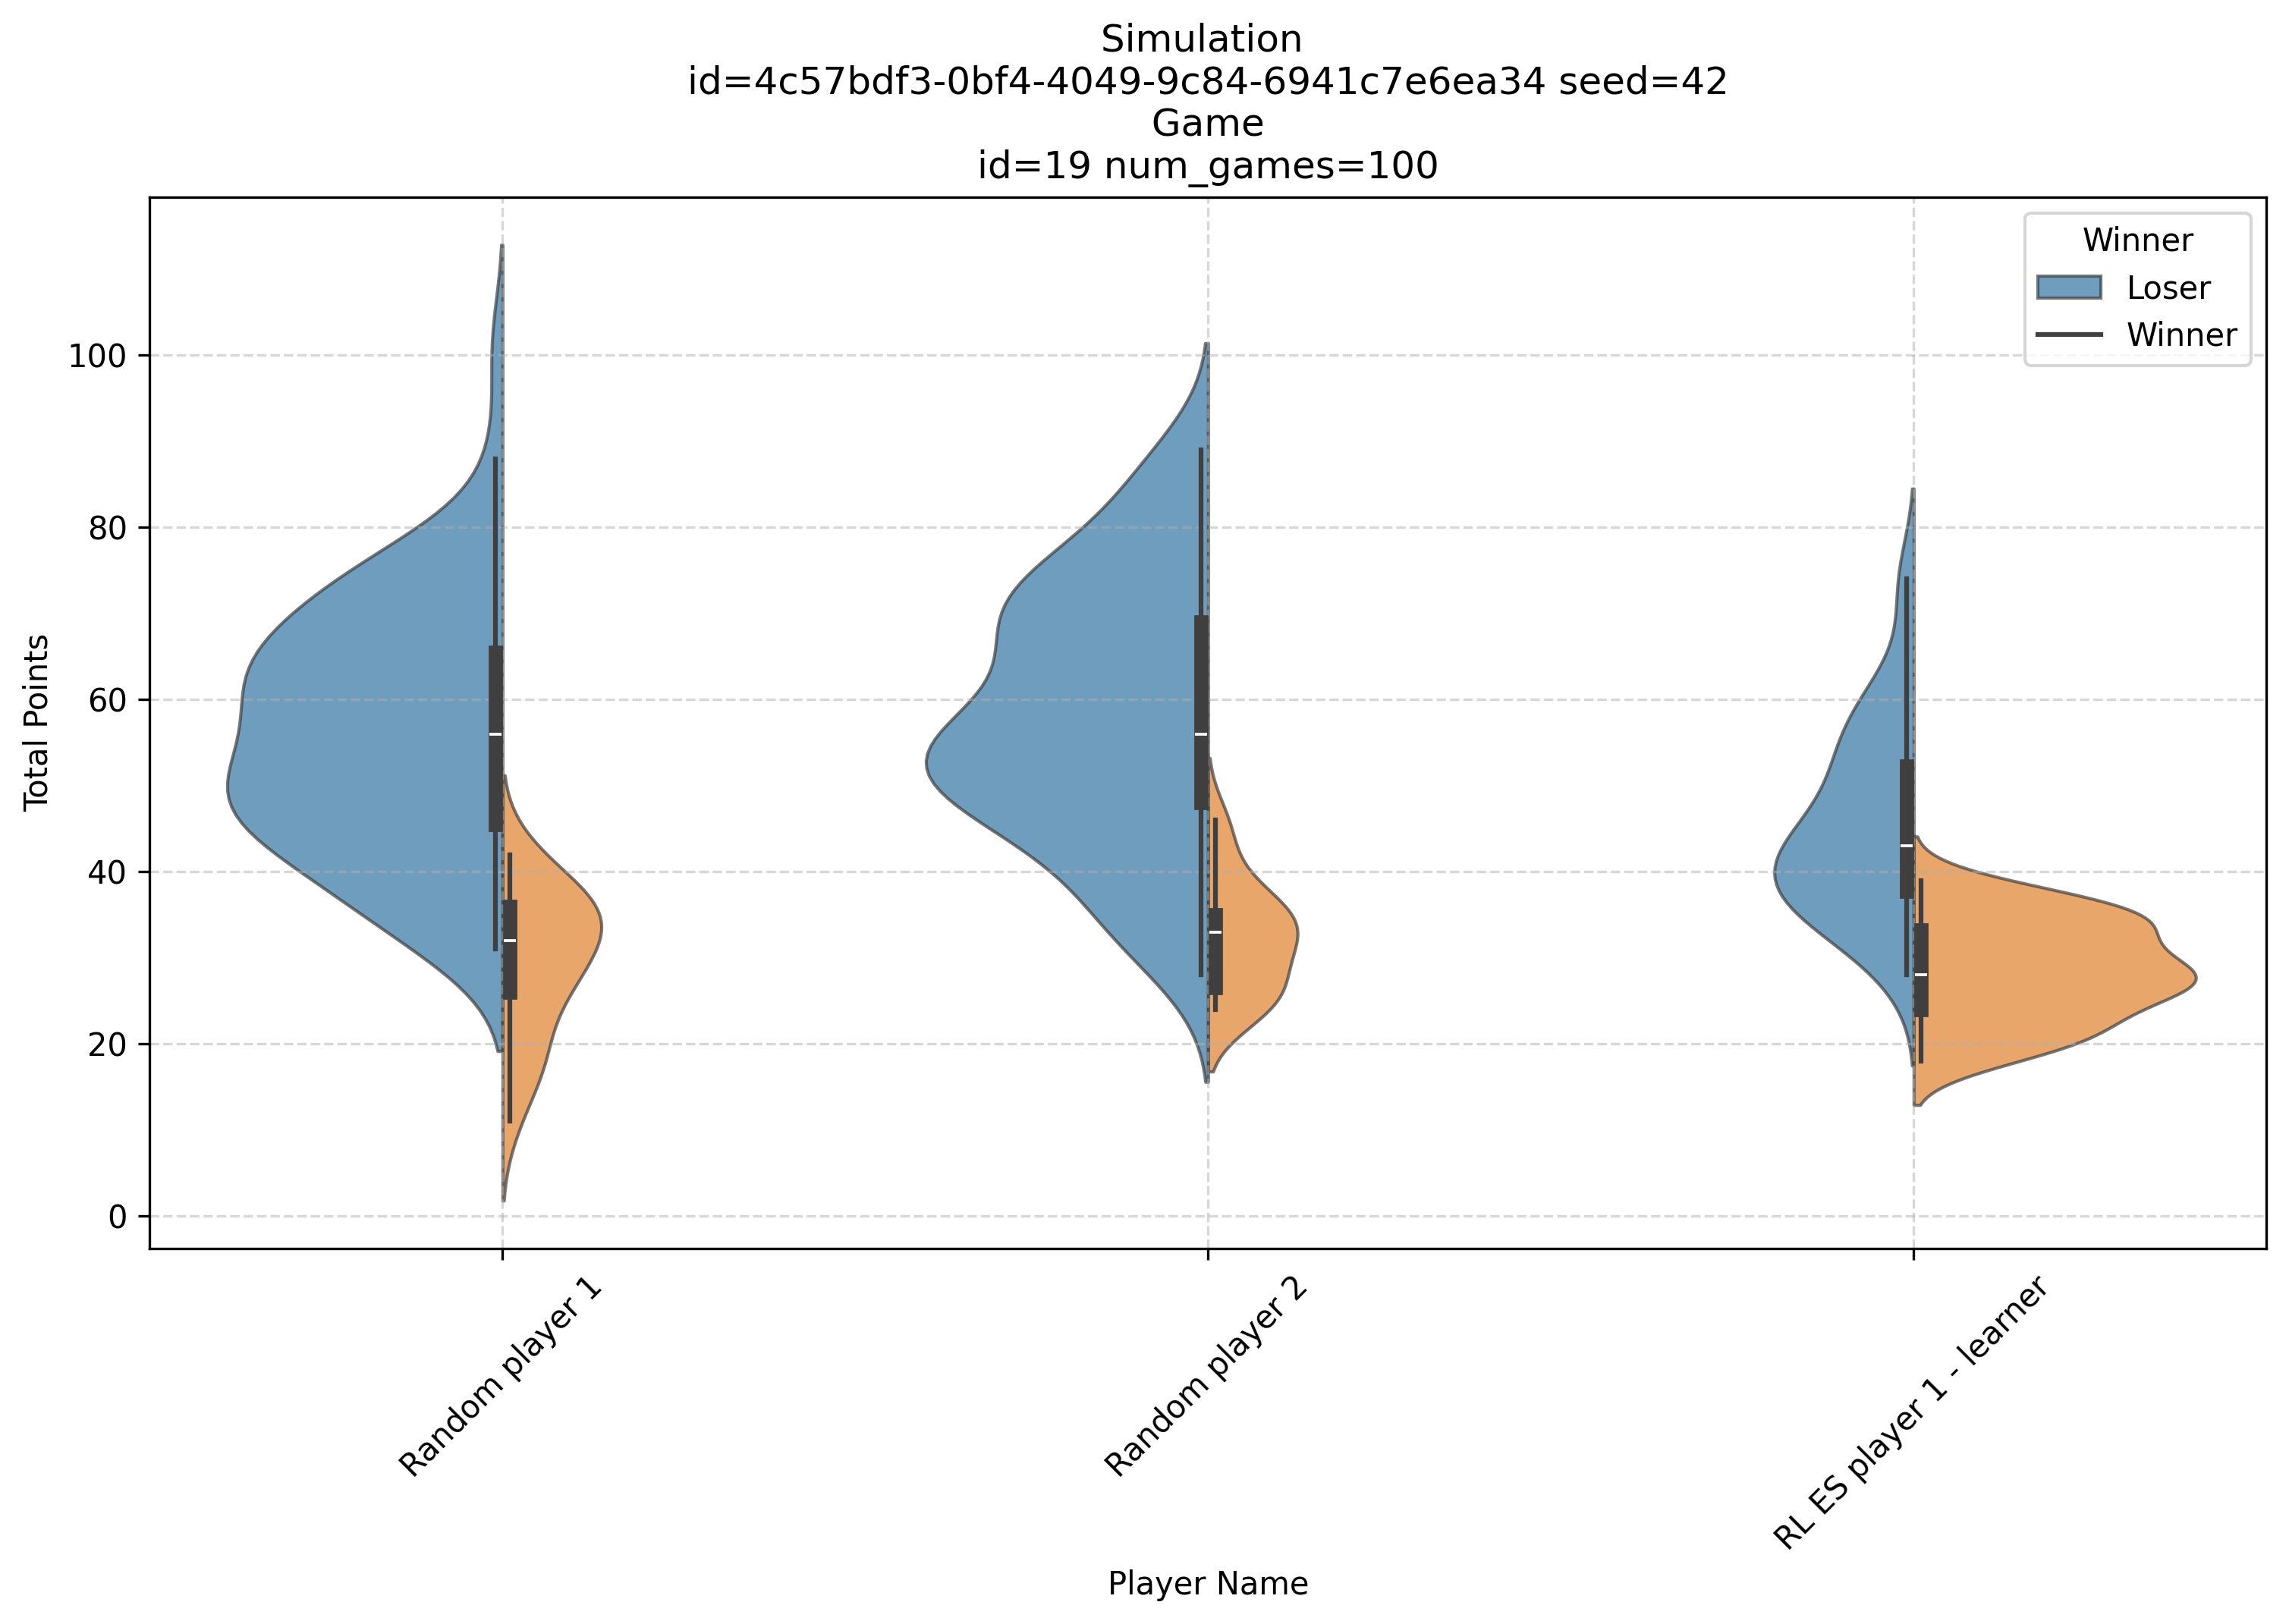 Simulation
id=4c57bdf3-0bf4-4049-9c84-6941c7e6ea34 seed=42
Game
id=19 num_games=100
Winner
Loser
Winner
Total Points
100
80
60
40
20
0
Random player 1
Random player 2
RL ES player 1 - learner
Player Name